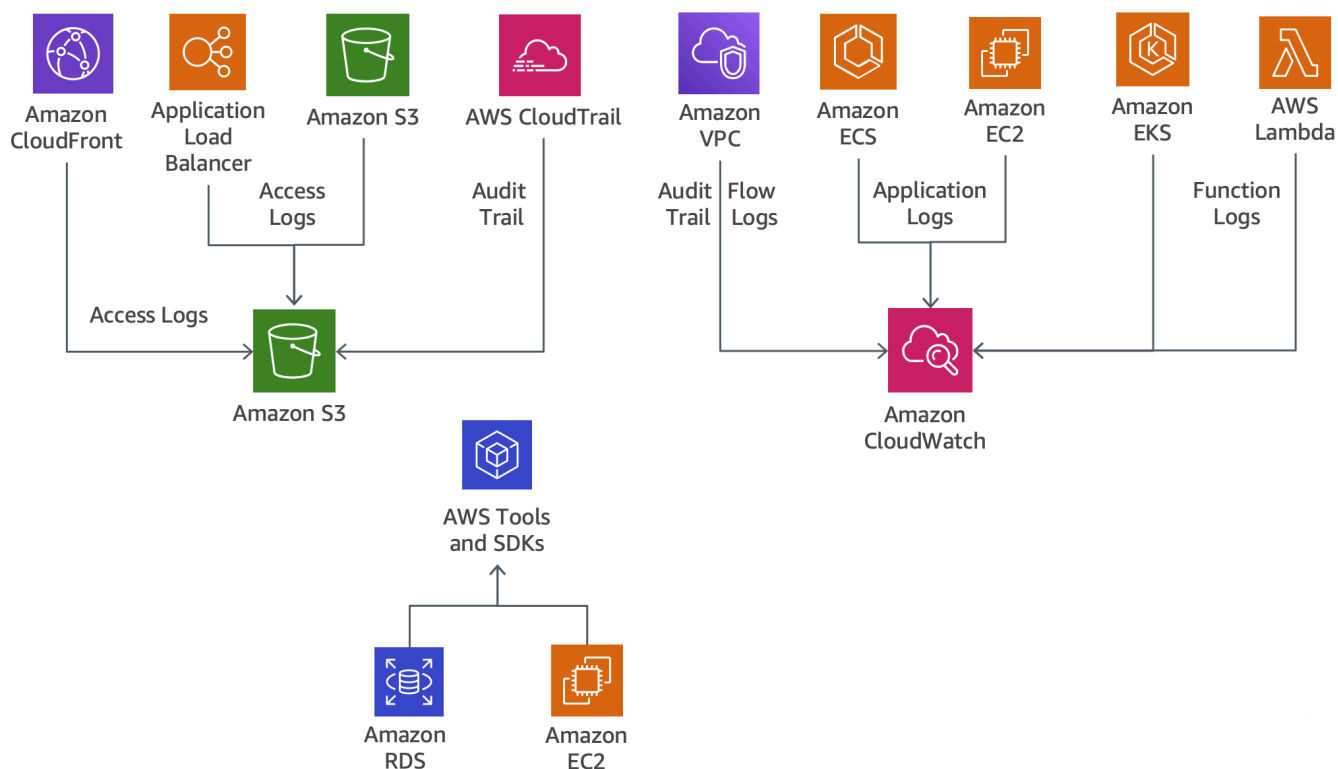 Amazon
CloudFront
Application
Load
Balancer
Amazon S3
AWS CloudTrail
Amazon
VPC
Amazon
ECS
Amazon
EC2
Amazon
EKS
AWS
Lambda
Access
Logs
Audit
Trail
Audit
Trail
Flow
Logs
Application
Logs
Function
Logs
Access Logs
Amazon S3
Amazon
CloudWatch
AWS Tools
and SDKs
Amazon
RDS
Amazon
EC2
K